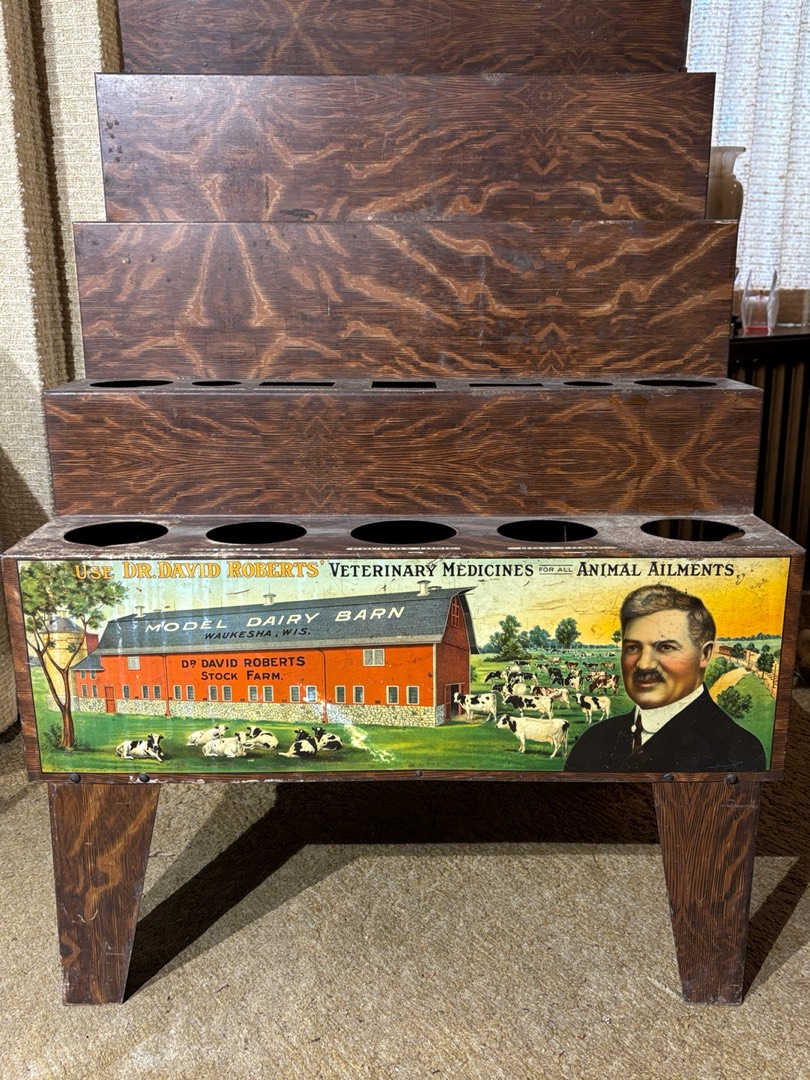 USE DR. DAVID ROBERTS' VETERINARY MEDICINES FOR ALL ANIMAL AILMENTS
MODEL DAIRY BARN
WAUKESHA, WIS.
DR DAVID ROBERTS
STOCK FARM.